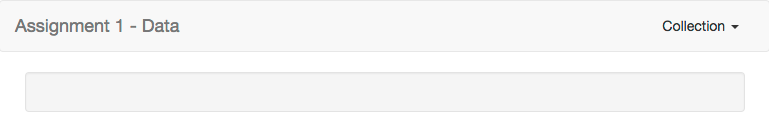 Assignment 1 - Data
Collection